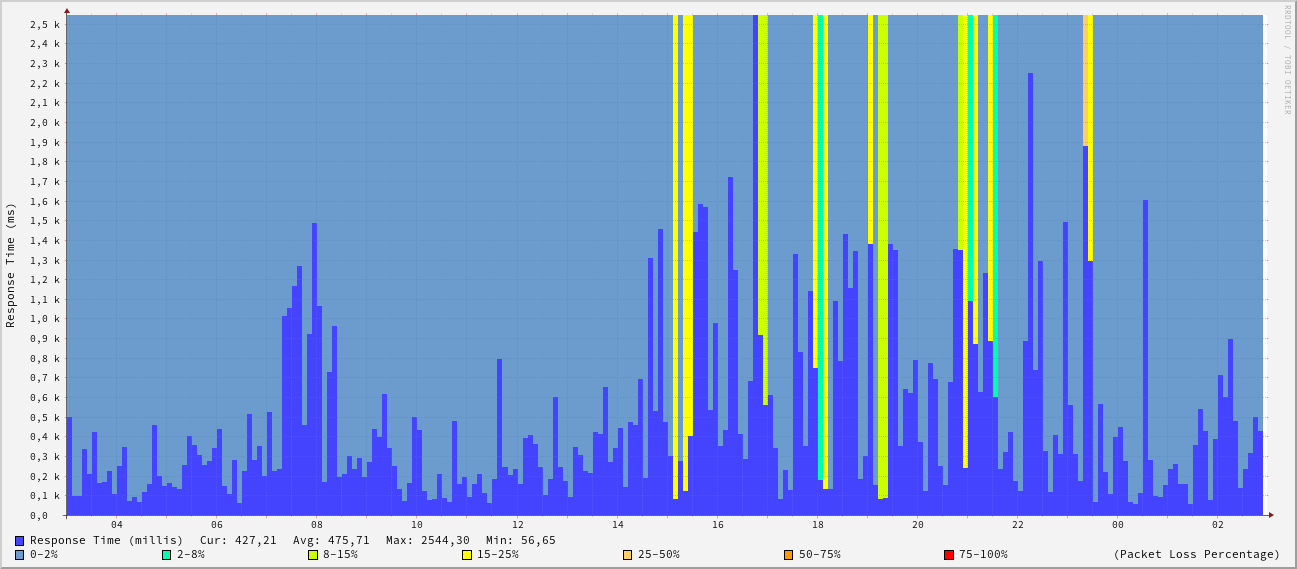 RRDTOOL / TOBI OETIKER
Response Time (ms)
2,5 k
2,4 k
2,3 k
2,2 k
2,1 k
2,0 k
1,9 k
1,8 k
1,7 k
1,6 k
1,5 k
1,4 k
1,3 k
1,2 k
1,1 k
1,0 k
0,9 k
0,8 k
0,7 k
0,6 k
0,5 k
0,4 k
0,3 k
0,2 k
0,1 k
0,0
04 06 08 10 12 14 16 18 20 22 00 02
Response Time (millis) Cur: 427,21 Avg: 475,71 Max: 2544,30 Min: 56,65
0-2% 2-8% 8-15% 15-25% 25-50% 50-75% 75-100% (Packet Loss Percentage)